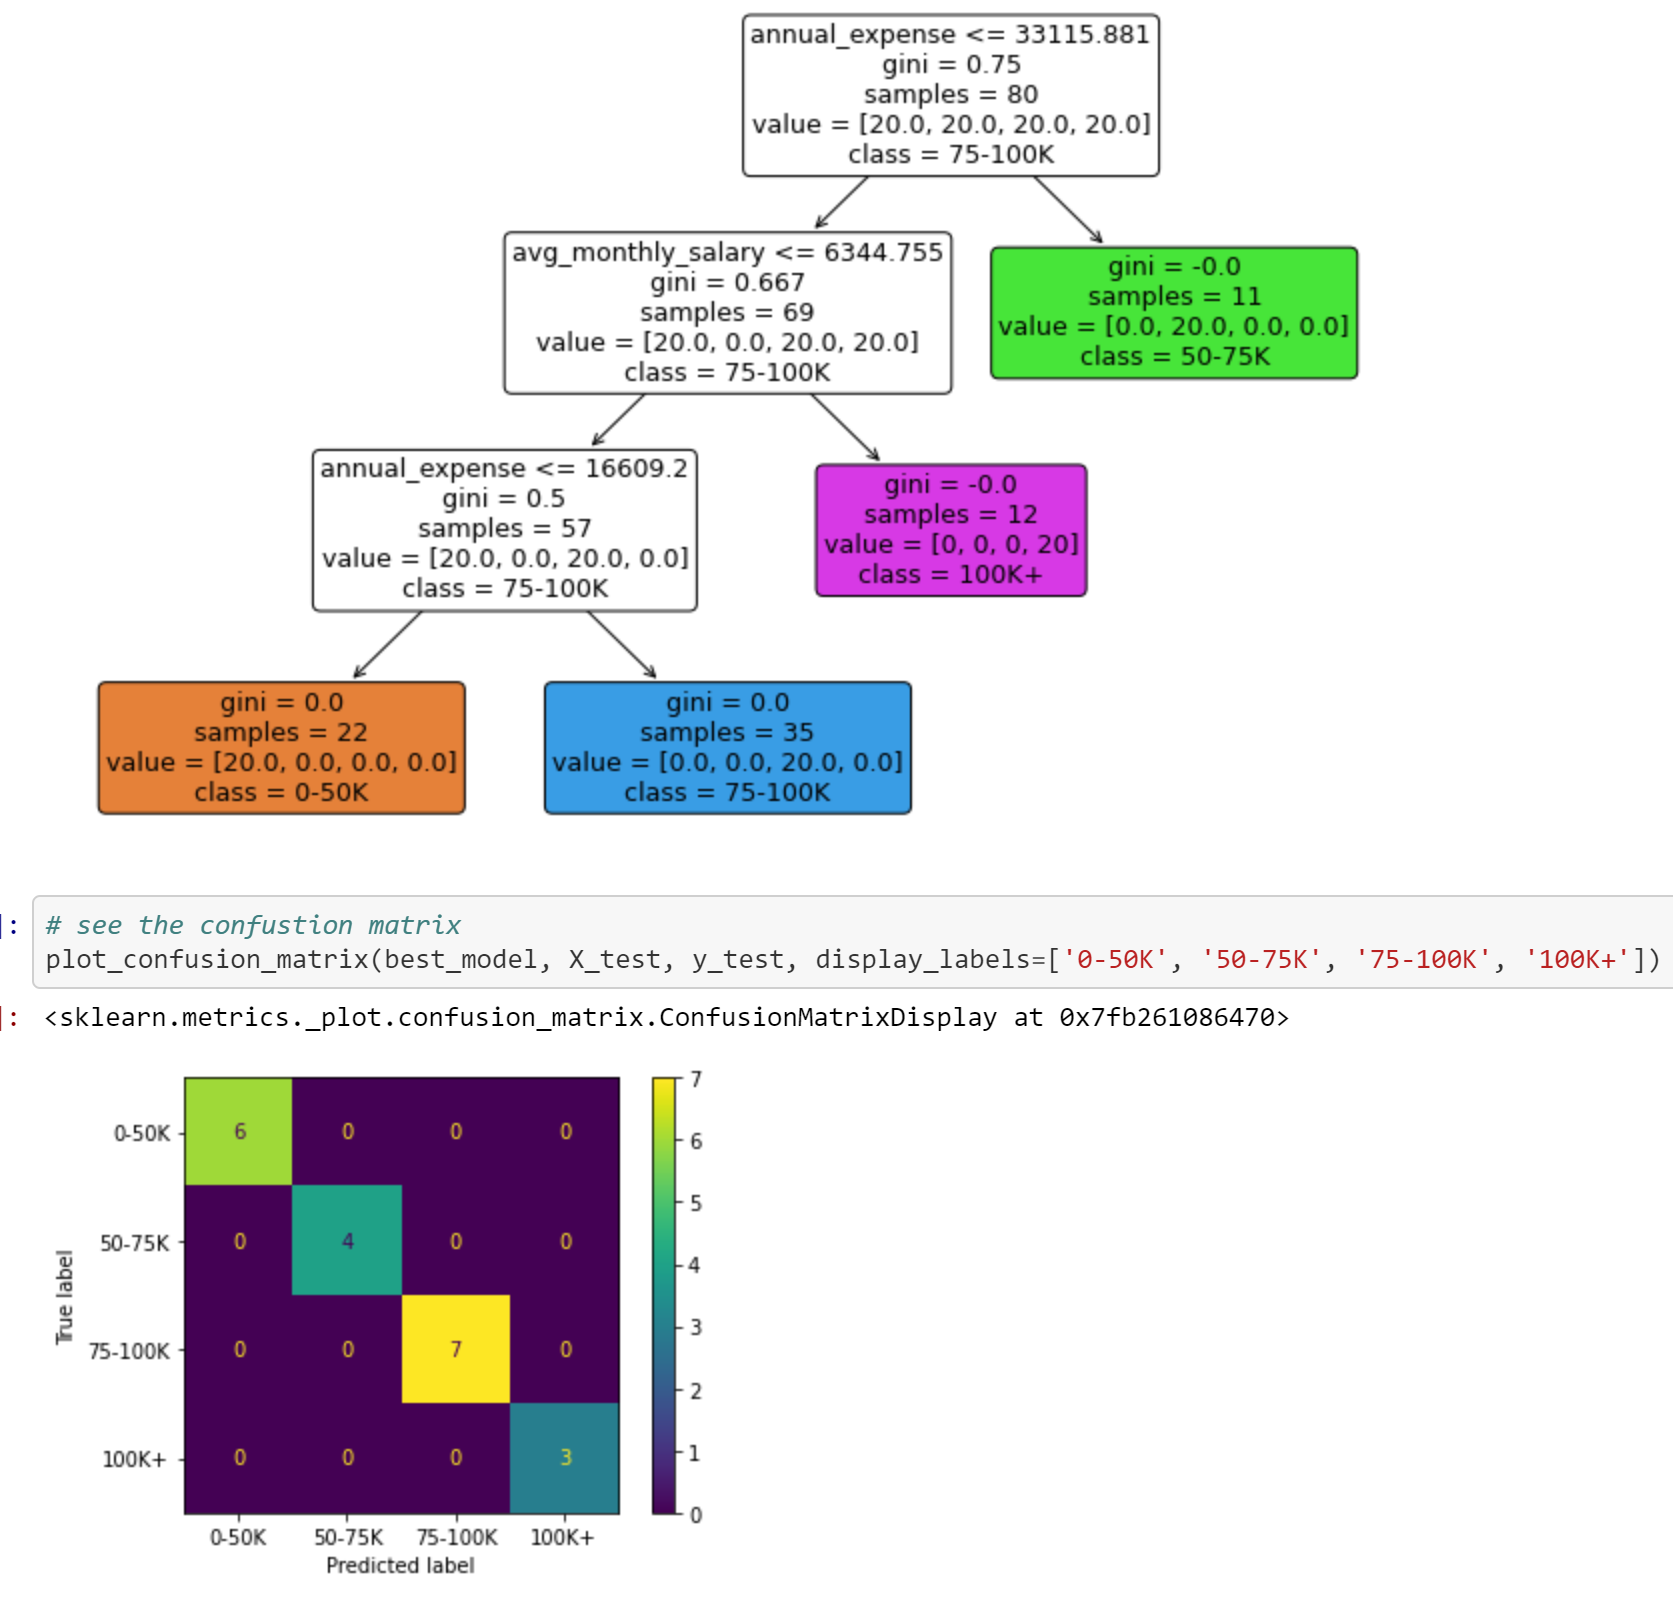 annual_expense <= 33115.881
gini = 0.75
samples = 80
value = [20.0, 20.0, 20.0, 20.0]
class = 75-100K
avg_monthly_salary <= 6344.755
gini = 0.667
samples = 69
value = [20.0, 0.0, 20.0, 20.0]
class = 75-100K
gini = -0.0
samples = 11
value = [0.0, 20.0, 0.0, 0.0]
class = 50-75K
annual_expense <= 16609.2
gini = 0.5
samples = 57
value = [20.0, 0.0, 20.0, 0.0]
class = 75-100K
gini = -0.0
samples = 12
value = [0, 0, 0, 20]
class = 100K+
gini = 0.0
samples = 22
value = [20.0, 0.0, 0.0, 0.0]
class = 0-50K
gini = 0.0
samples = 35
value = [0.0, 0.0, 20.0, 0.0]
class = 75-100K
]: # see the confustion matrix
plot_confusion_matrix(best_model, X_test, y_test, display_labels=['0-50K', '50-75K', '75-100K', '100K+'])
]: <sklearn.metrics._plot.confusion_matrix.ConfusionMatrixDisplay at 0x7fb261086470>
0-50K 6 0 0 0
50-75K 0 4 0 0
75-100K 0 0 7 0
100K+ 0 0 0 3
True label
0-50K 50-75K 75-100K 100K+
Predicted label
7
6
5
4
3
2
1
0